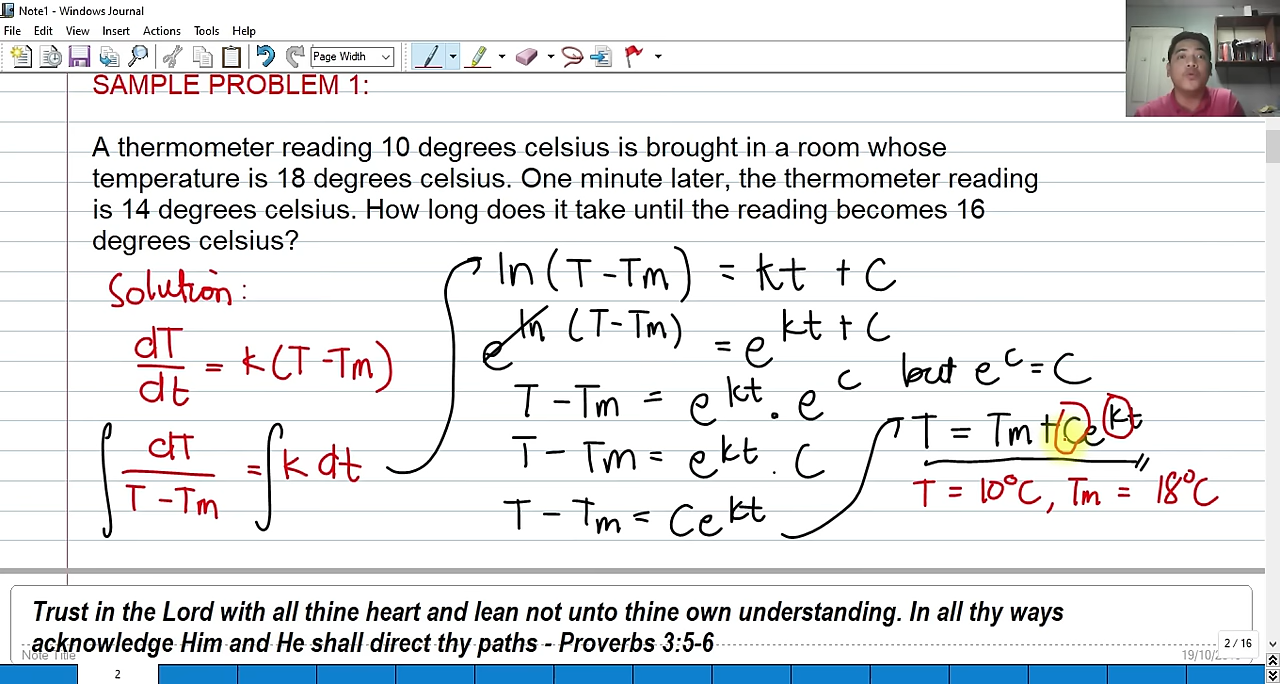 Note1 - Windows Journal
File Edit View Insert Actions Tools Help
Page Width
SAMPLE PROBLEM 1:
A thermometer reading 10 degrees celsius is brought in a room whose
temperature is 18 degrees celsius. One minute later, the thermometer reading
is 14 degrees celsius. How long does it take until the reading becomes 16
degrees celsius?
Solution:
dT/dt = k(T - Tm)
∫ dT/(T - Tm) = ∫ k dt
ln(T - Tm) = kt + C
e^ln (T - Tm) = e^(kt + C)
T - Tm = e^kt . e^C
T - Tm = e^kt . C
T - Tm = Ce^kt
but e^C = C
T = Tm + Ce^kt
T = 10°C, Tm = 18°C
Trust in the Lord with all thine heart and lean not unto thine own understanding. In all thy ways
acknowledge Him and He shall direct thy paths - Proverbs 3:5-6
Note Title
2 / 16
2